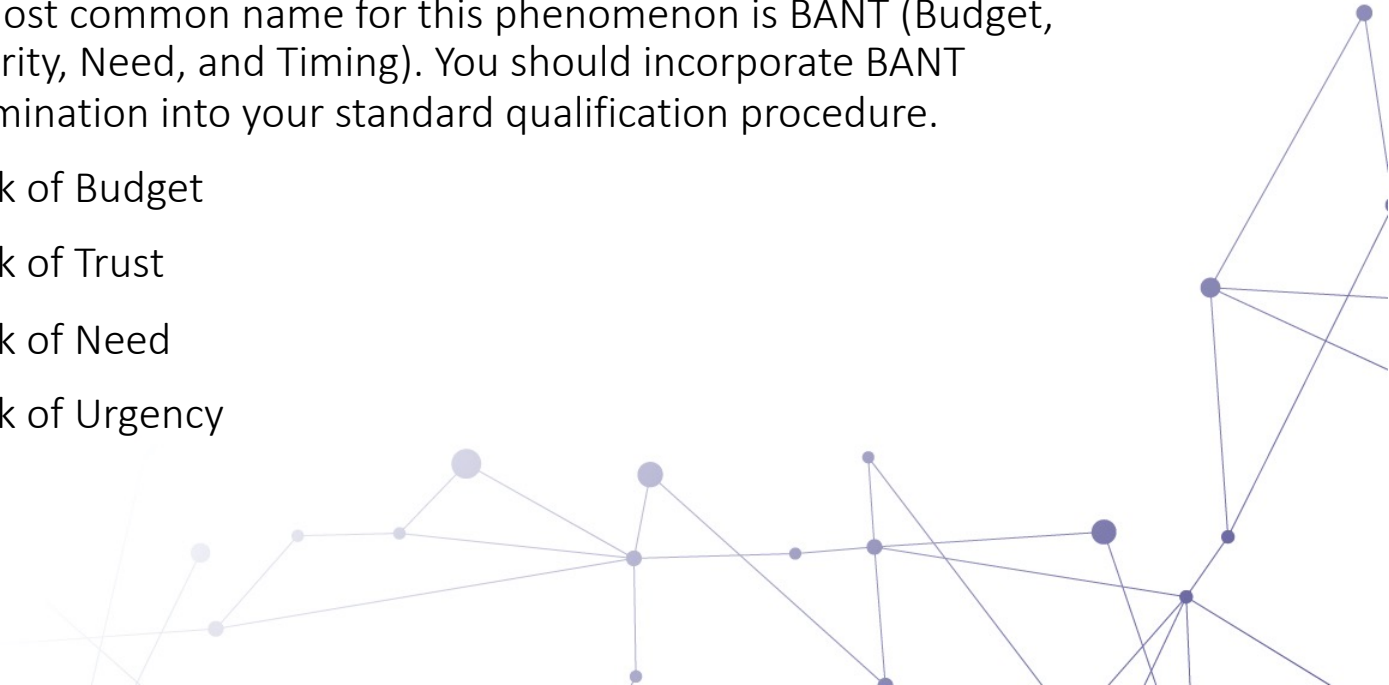 ost common name for this phenomenon is BANT (Budget,
rity, Need, and Timing). You should incorporate BANT
mination into your standard qualification procedure.
k of Budget
k of Trust
k of Need
k of Urgency